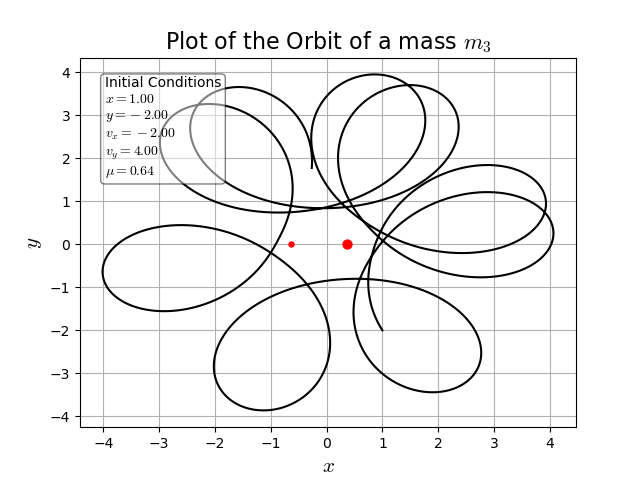 Plot of the Orbit of a mass m₃
Initial Conditions
x = 1.00
y = −2.00
vₓ = −2.00
v_y = 4.00
μ = 0.64
y
4
3
2
1
0
−1
−2
−3
−4
−4 −3 −2 −1 0 1 2 3 4
x